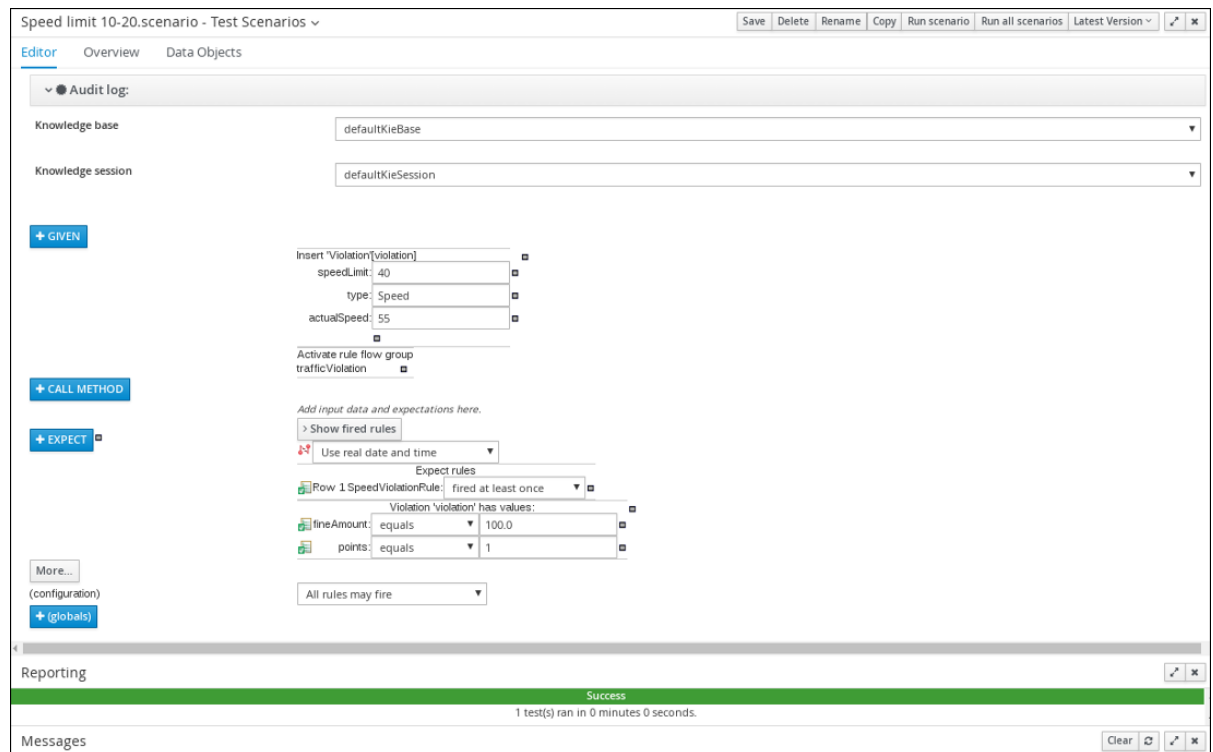 Speed limit 10-20.scenario - Test Scenarios
Save Delete Rename Copy Run scenario Run all scenarios Latest Version
Editor Overview Data Objects
Audit log:
Knowledge base defaultKieBase
Knowledge session defaultKieSession
+ GIVEN
Insert 'Violation'[violation]
speedLimit: 40
type: Speed
actualSpeed: 55
Activate rule flow group
trafficViolation
+ CALL METHOD
Add input data and expectations here.
+ EXPECT > Show fired rules
Use real date and time
Expect rules
Row 1 SpeedViolationRule: fired at least once
Violation 'violation' has values:
fineAmount: equals 100.0
points: equals 1
More...
(configuration) All rules may fire
+ (globals)
Reporting
Success
1 test(s) ran in 0 minutes 0 seconds.
Messages Clear